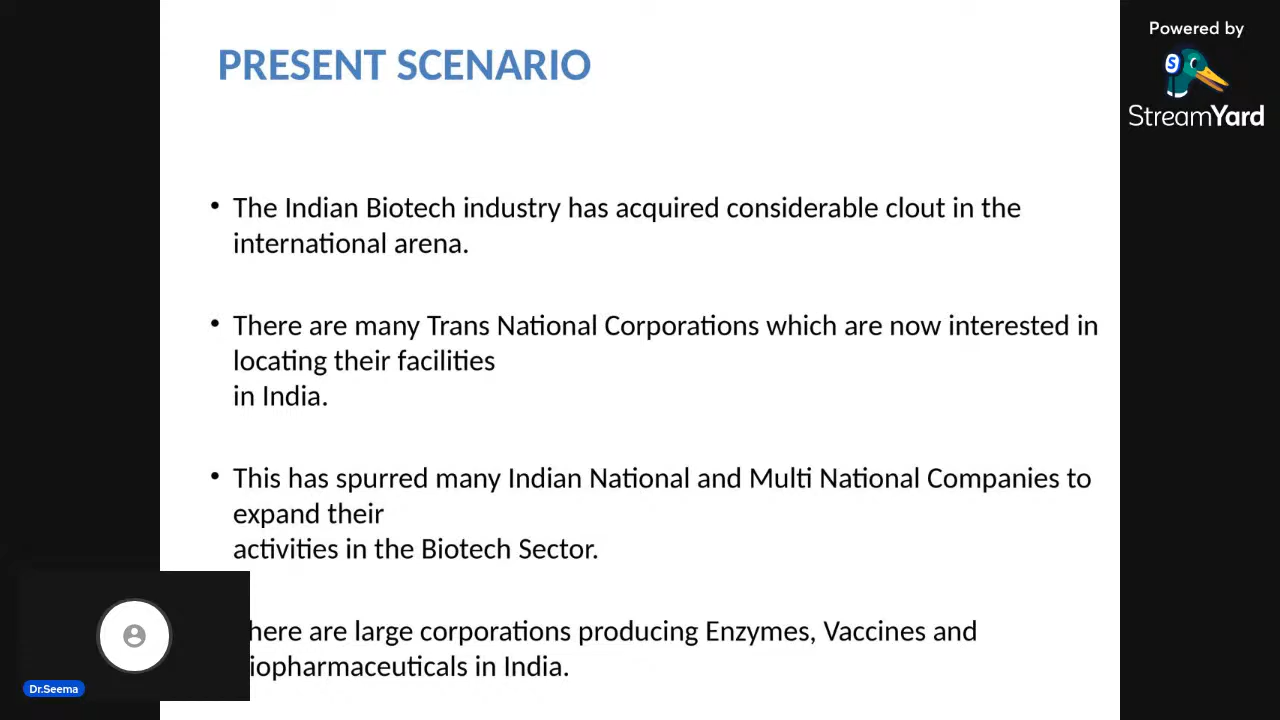 PRESENT SCENARIO
Powered by
StreamYard
• The Indian Biotech industry has acquired considerable clout in the
international arena.
• There are many Trans National Corporations which are now interested in
locating their facilities
in India.
• This has spurred many Indian National and Multi National Companies to
expand their
activities in the Biotech Sector.
here are large corporations producing Enzymes, Vaccines and
iopharmaceuticals in India.
Dr.Seema